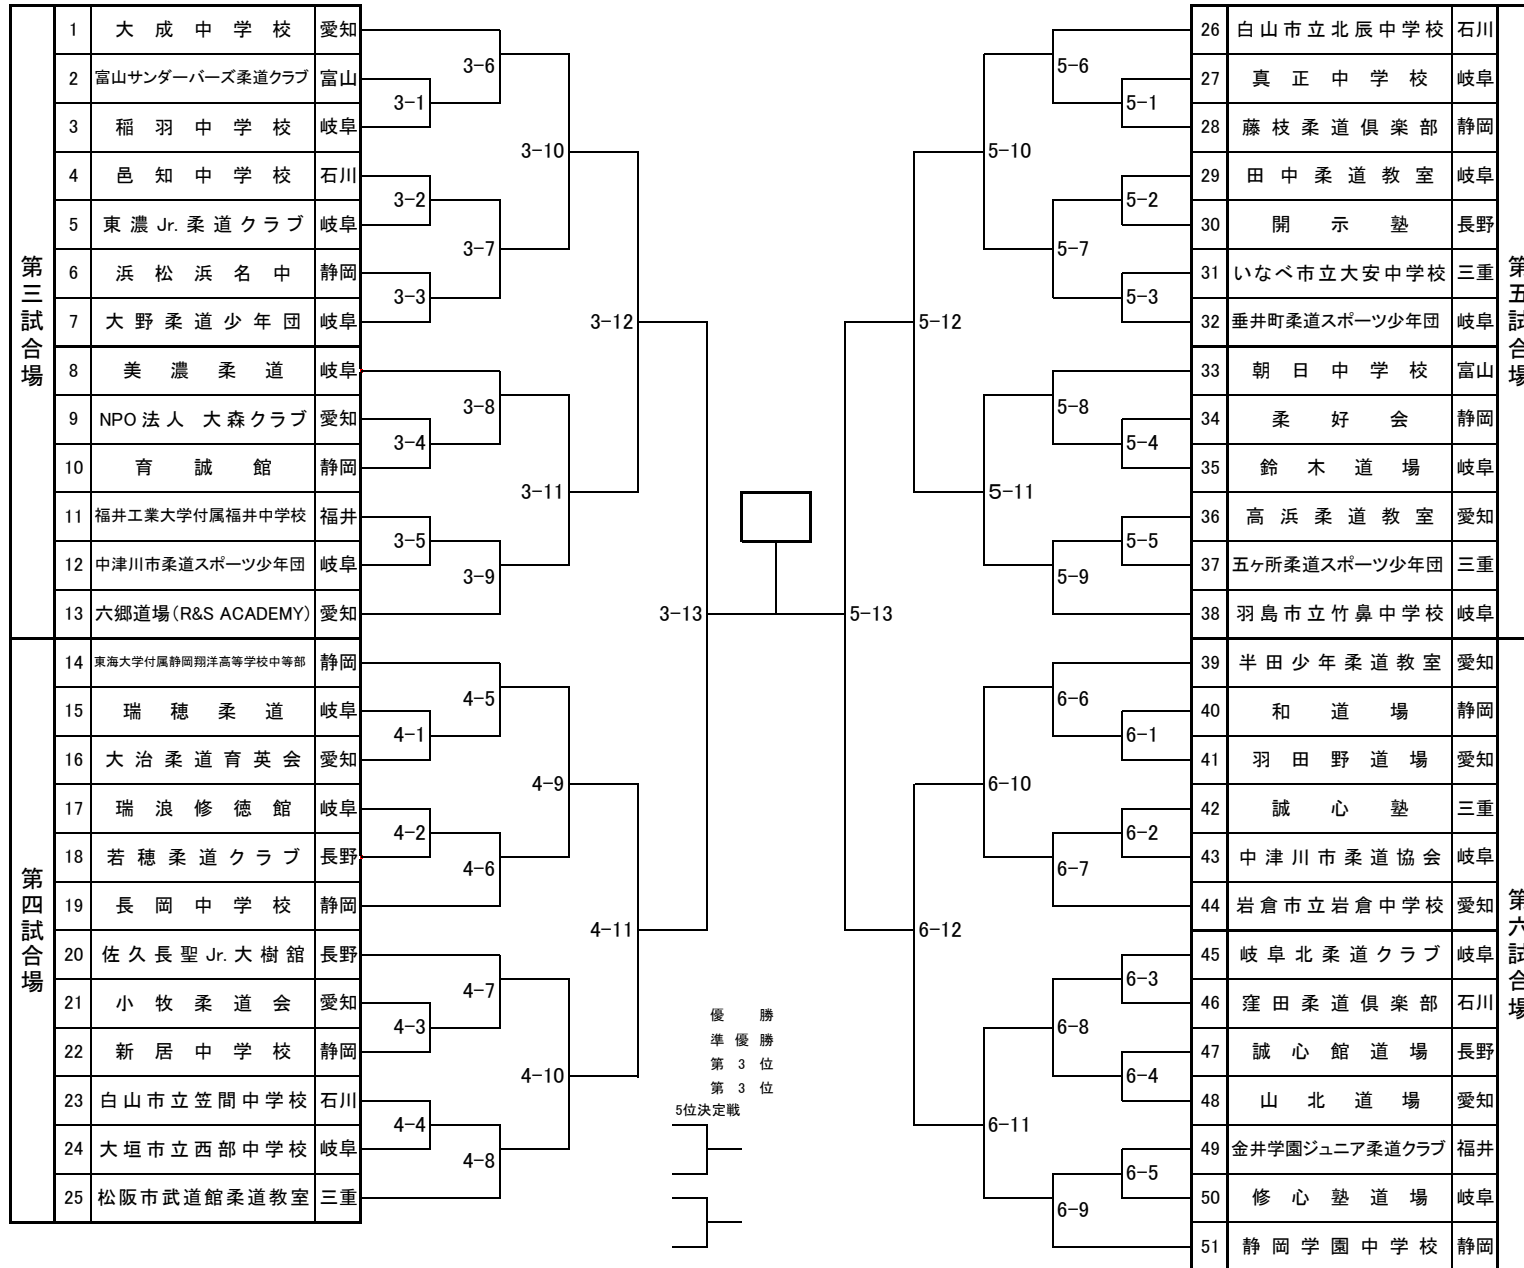 第三試合場
1 大成中学校 愛知
2 富山サンダーバーズ柔道クラブ 富山
3 稲羽中学校 岐阜
4 邑知中学校 石川
5 東濃Jr.柔道クラブ 岐阜
6 浜松浜名中 静岡
7 大野柔道少年団 岐阜
8 美濃柔道 岐阜
9 NPO法人 大森クラブ 愛知
10 育誠館 静岡
11 福井工業大学付属福井中学校 福井
12 中津川市柔道スポーツ少年団 岐阜
13 六郷道場(R&S ACADEMY) 愛知
第四試合場
14 東海大学付属静岡翔洋高等学校中等部 静岡
15 瑞穂柔道 岐阜
16 大治柔道育英会 愛知
17 瑞浪修徳館 岐阜
18 若穂柔道クラブ 長野
19 長岡中学校 静岡
20 佐久長聖Jr.大樹舘 長野
21 小牧柔道会 愛知
22 新居中学校 静岡
23 白山市立笠間中学校 石川
24 大垣市立西部中学校 岐阜
25 松阪市武道館柔道教室 三重
3-1
3-2
3-3
3-4
3-5
3-6
3-7
3-8
3-9
3-10
3-11
3-12
3-13
4-1
4-2
4-3
4-4
4-5
4-6
4-7
4-8
4-9
4-10
4-11
優勝
準優勝
第3位
第3位
5位決定戦
5-1
5-2
5-3
5-4
5-5
5-6
5-7
5-8
5-9
5-10
5-11
5-12
5-13
6-1
6-2
6-3
6-4
6-5
6-6
6-7
6-8
6-9
6-10
6-11
6-12
第五試合場
26 白山市立北辰中学校 石川
27 真正中学校 岐阜
28 藤枝柔道倶楽部 静岡
29 田中柔道教室 岐阜
30 開示塾 長野
31 いなべ市立大安中学校 三重
32 垂井町柔道スポーツ少年団 岐阜
33 朝日中学校 富山
34 柔好会 静岡
35 鈴木道場 岐阜
36 高浜柔道教室 愛知
37 五ヶ所柔道スポーツ少年団 三重
38 羽島市立竹鼻中学校 岐阜
第六試合場
39 半田少年柔道教室 愛知
40 和道場 静岡
41 羽田野道場 愛知
42 誠心塾 三重
43 中津川市柔道協会 岐阜
44 岩倉市立岩倉中学校 愛知
45 岐阜北柔道クラブ 岐阜
46 窪田柔道倶楽部 石川
47 誠心館道場 長野
48 山北道場 愛知
49 金井学園ジュニア柔道クラブ 福井
50 修心塾道場 岐阜
51 静岡学園中学校 静岡